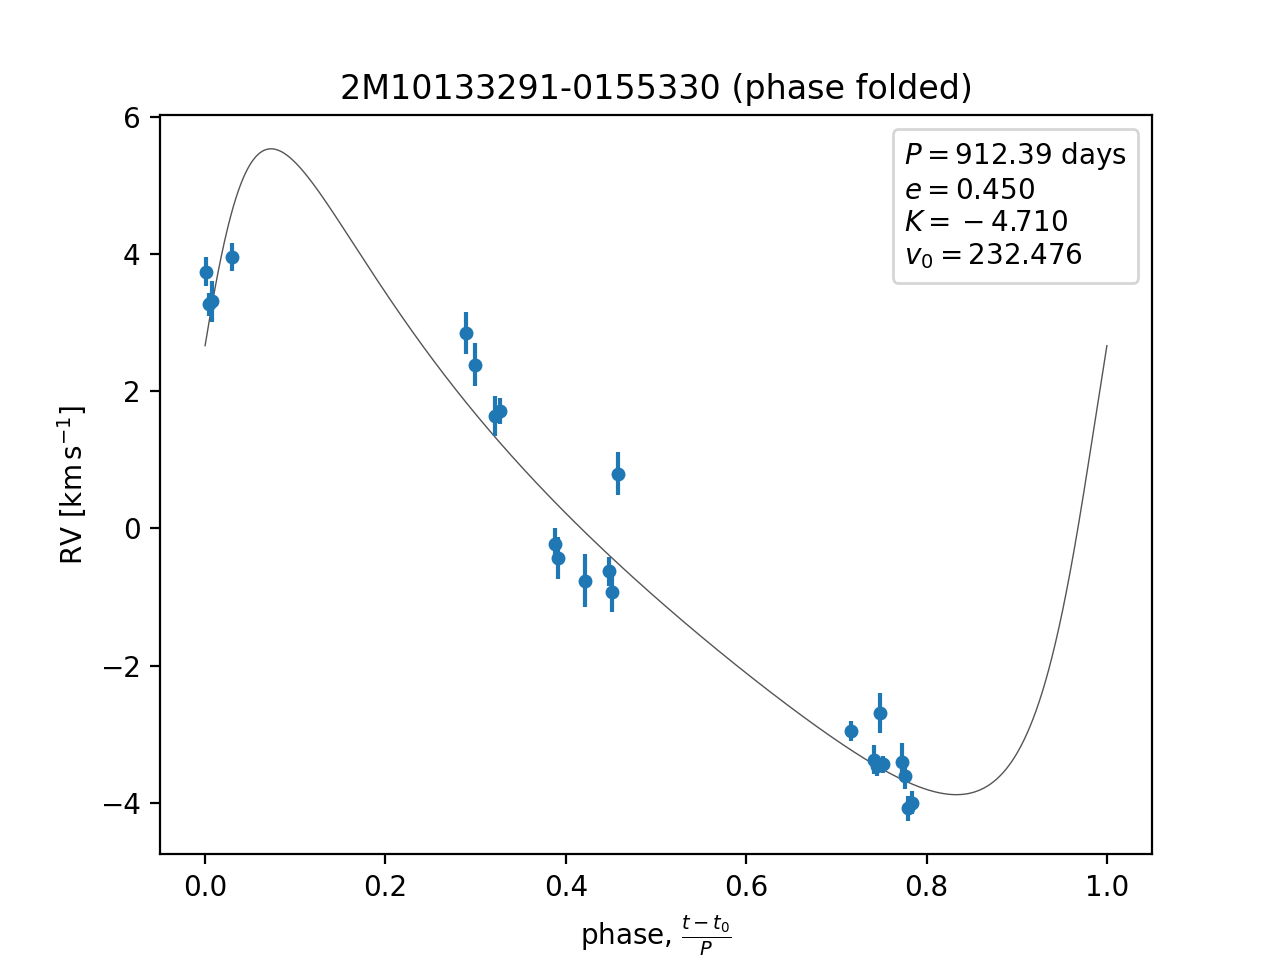 2M10133291-0155330 (phase folded)
P = 912.39 days
e = 0.450
K = −4.710
v₀ = 232.476
6
4
2
0
−2
−4
RV [km s⁻¹]
0.0 0.2 0.4 0.6 0.8 1.0
phase, (t − t₀)/P